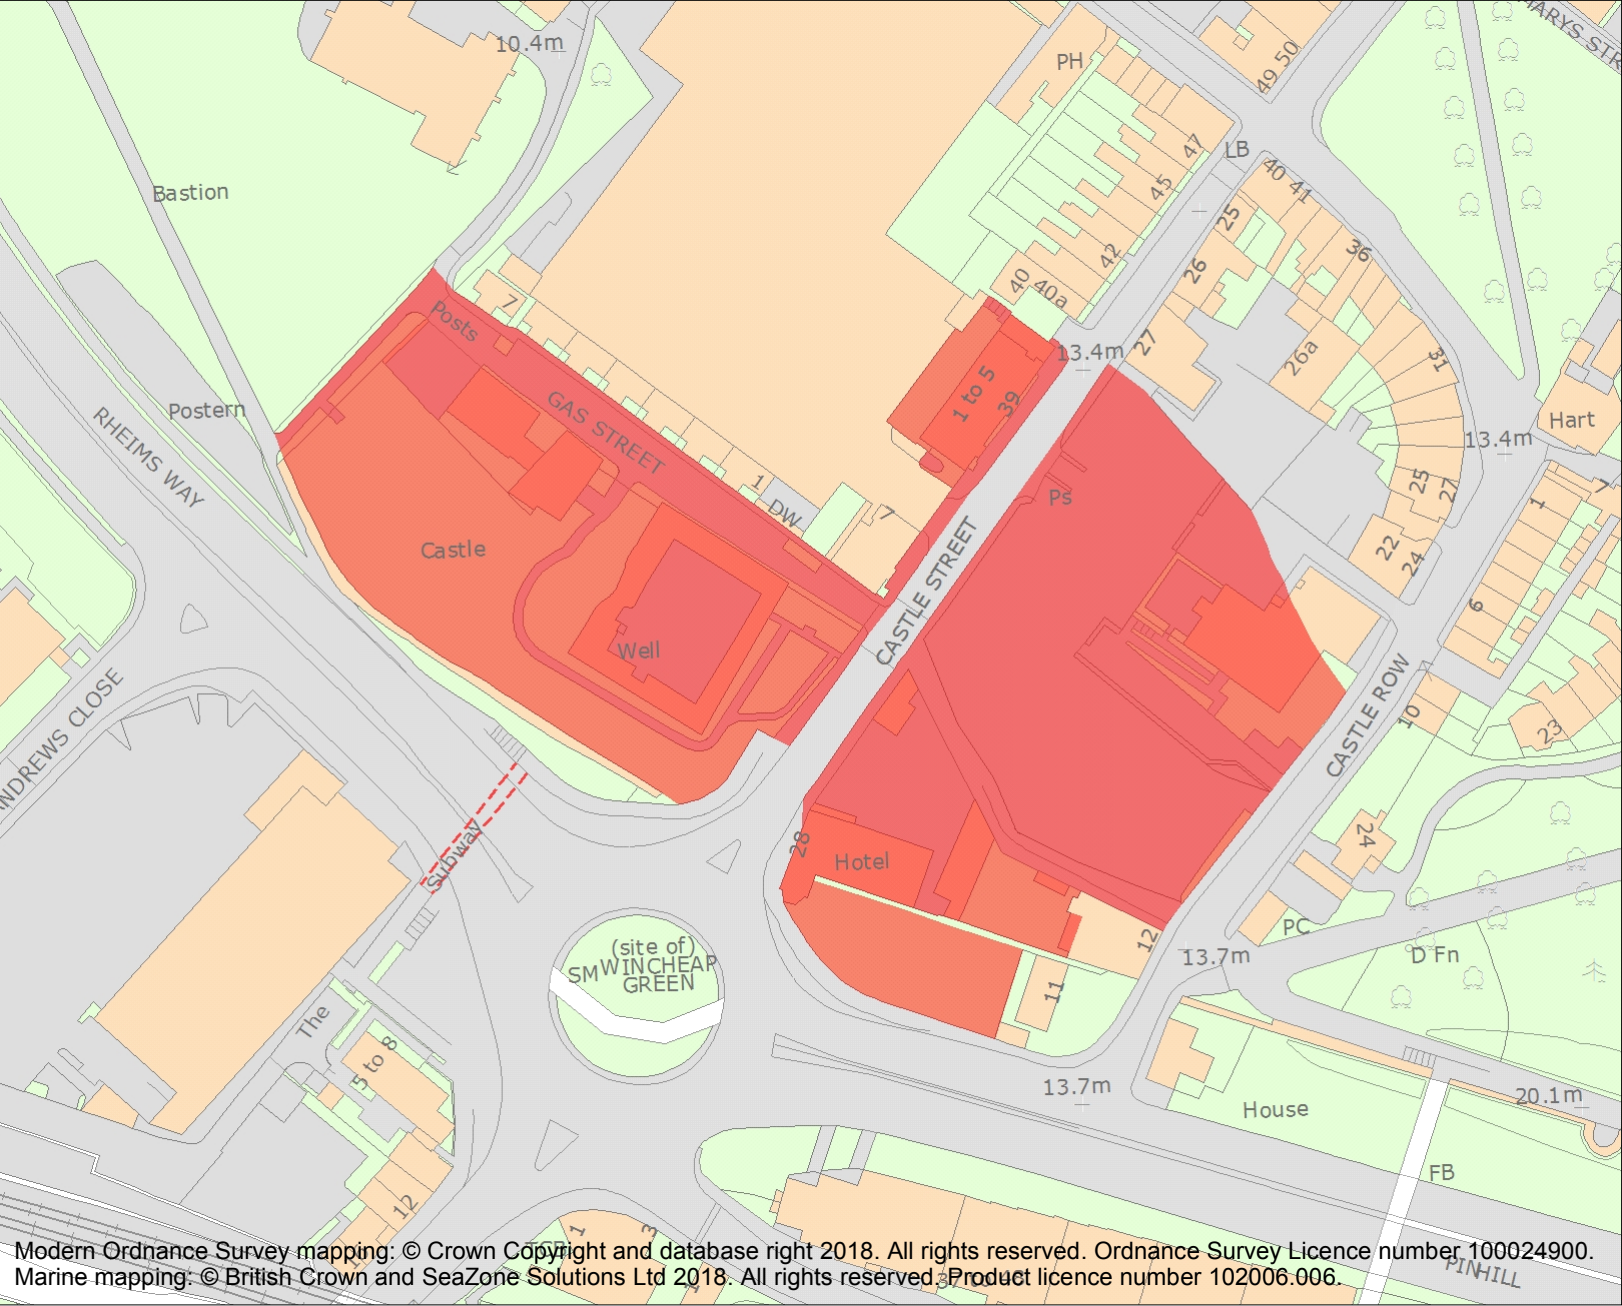 HARYS STR
10.4m
PH
49 50
47
LB
40 41
Bastion
45
25
36
42
26
40
40a
7
Posts
13.4m
27
26a
31
Postern
GAS STREET
1 to 5
39
Hart
13.4m
RHEIMS WAY
1
DW
7
Ps
25
27
1
7
Castle
22
24
CASTLE STREET
6
Well
ANDREWS CLOSE
CASTLE ROW
10
23
Subway
28
Hotel
24
PC
D Fn
12
13.7m
(site of)
SM WINCHEAP
GREEN
11
The
5 to 8
13.7m
House
20.1m
FB
12
1
3
TCB
Modern Ordnance Survey mapping: © Crown Copyright and database right 2018. All rights reserved. Ordnance Survey Licence number 100024900.
Marine mapping: © British Crown and SeaZone Solutions Ltd 2018. All rights reserved. Product licence number 102006.006.
PINHILL